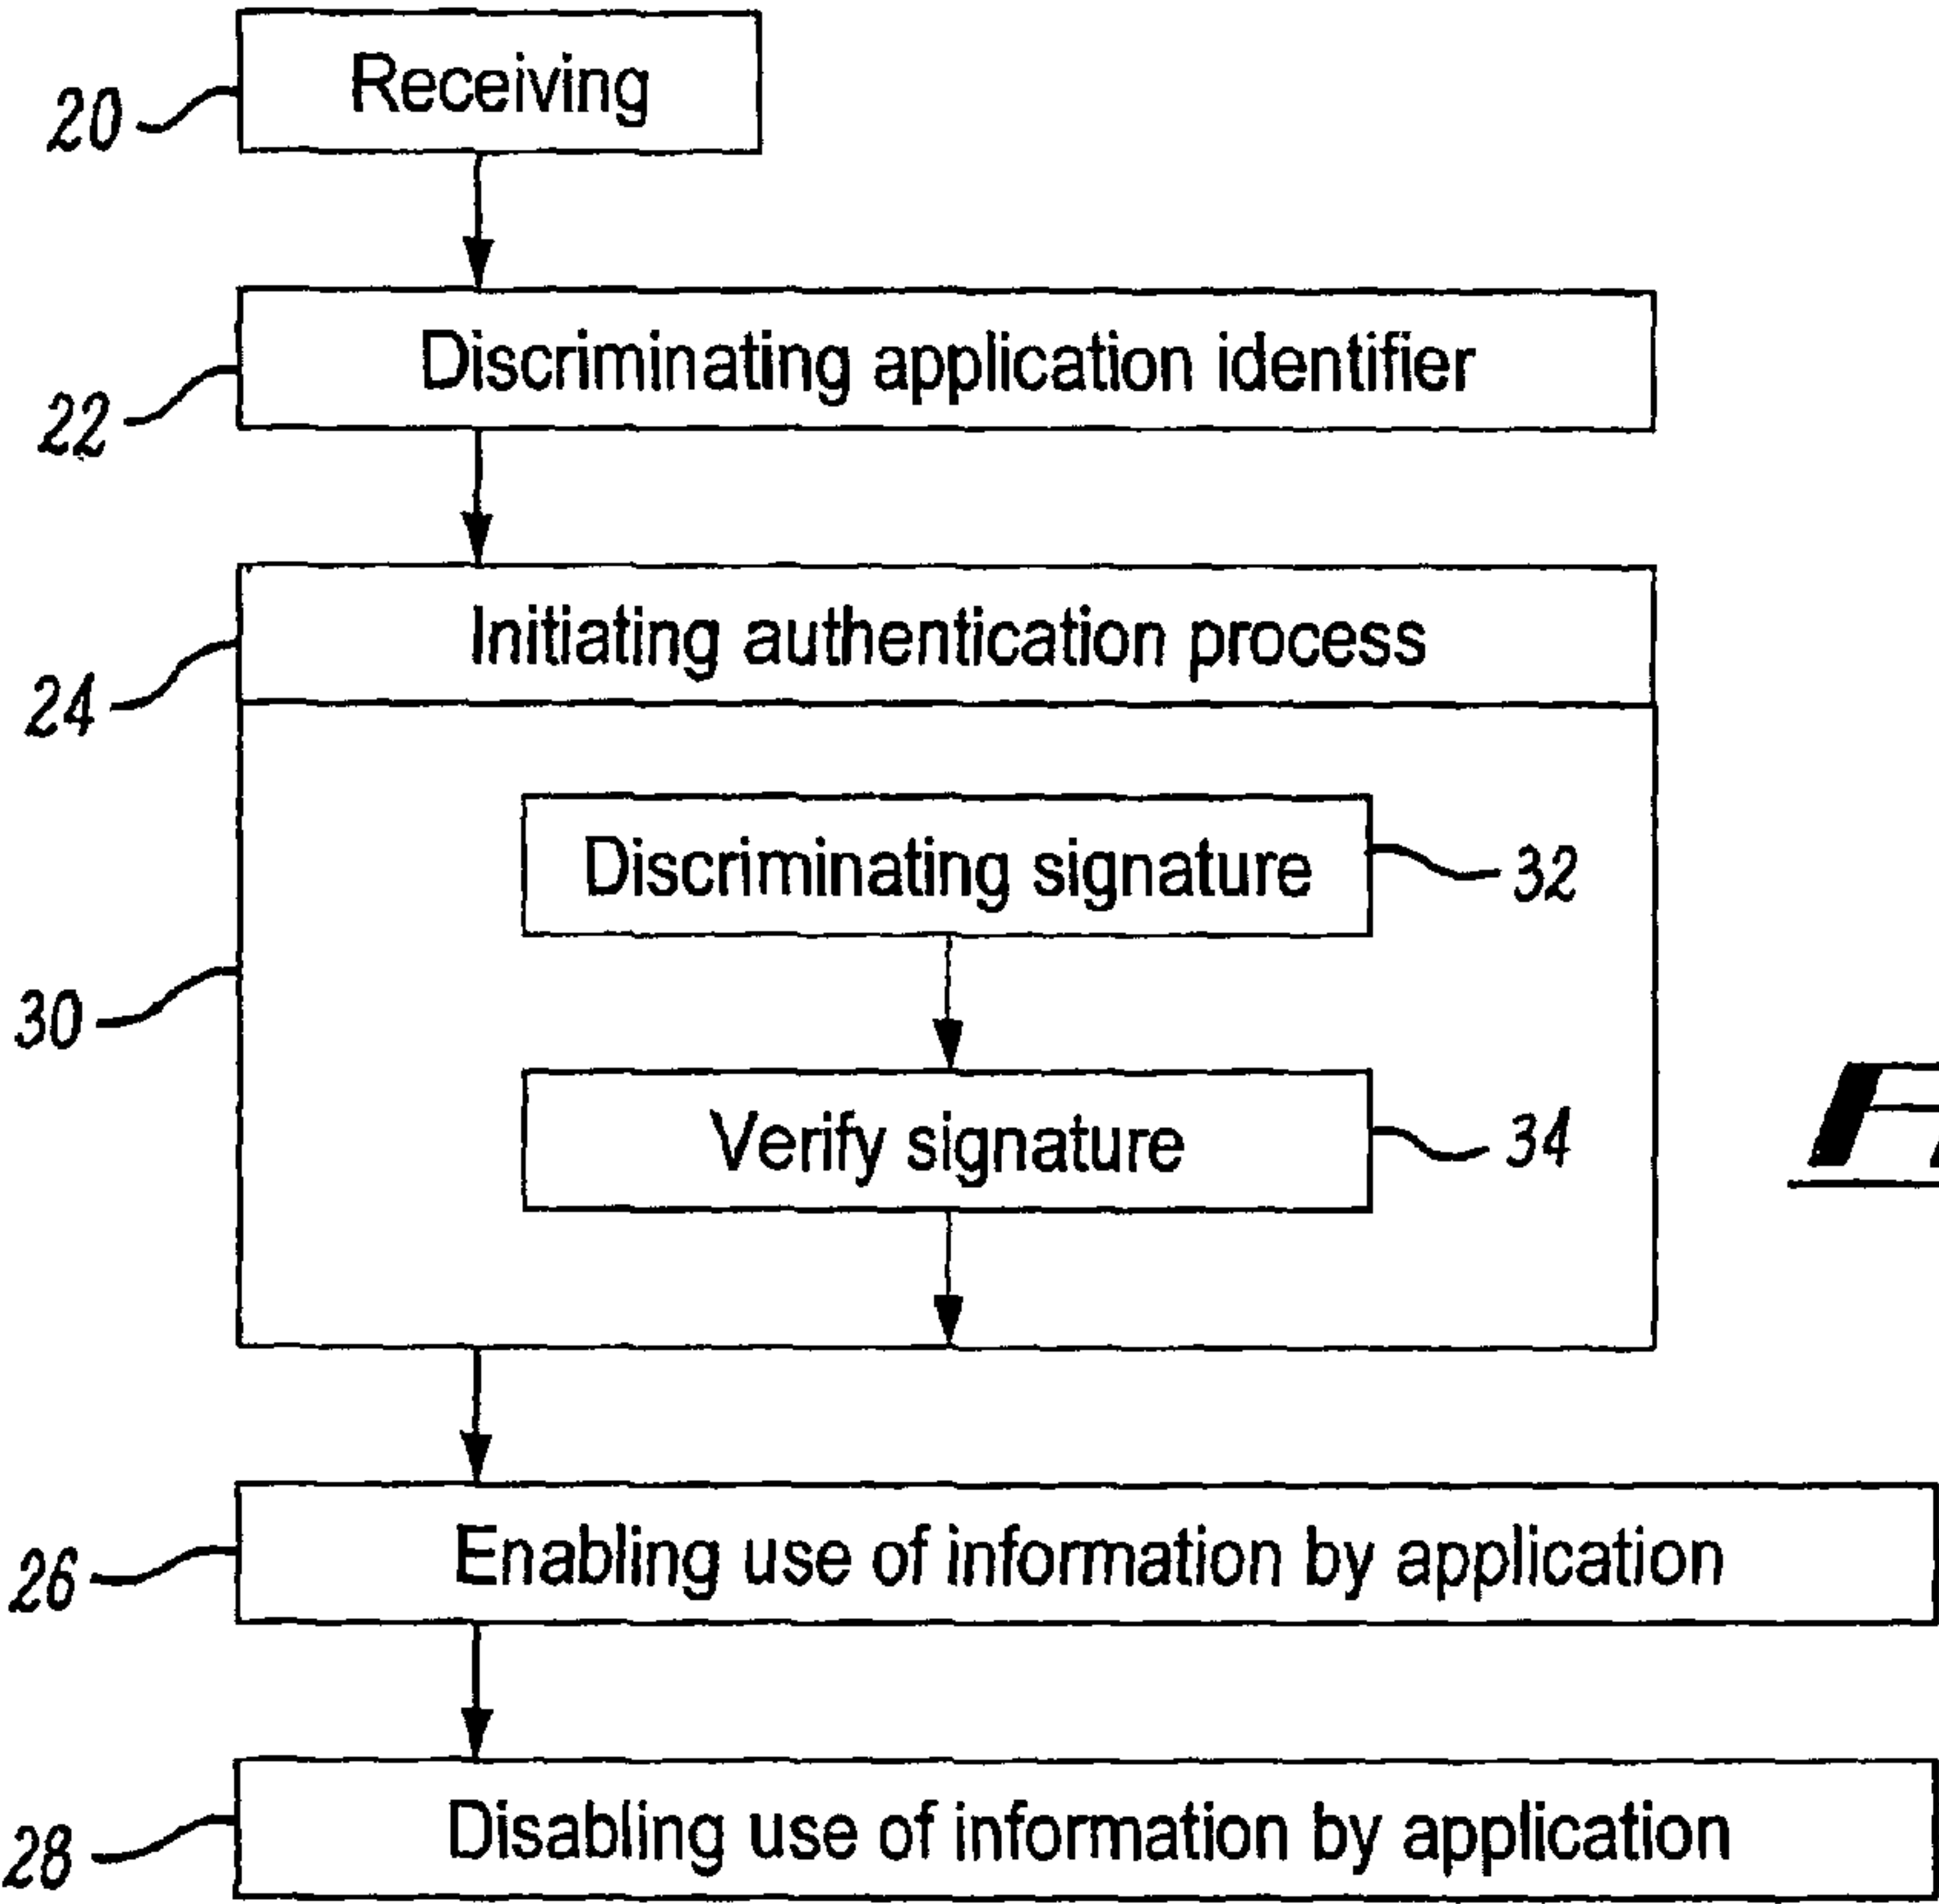 Receiving
20
Discriminating application identifier
22
Initiating authentication process
24
Discriminating signature
32
30
Verify signature
34
Enabling use of information by application
26
Disabling use of information by application
28